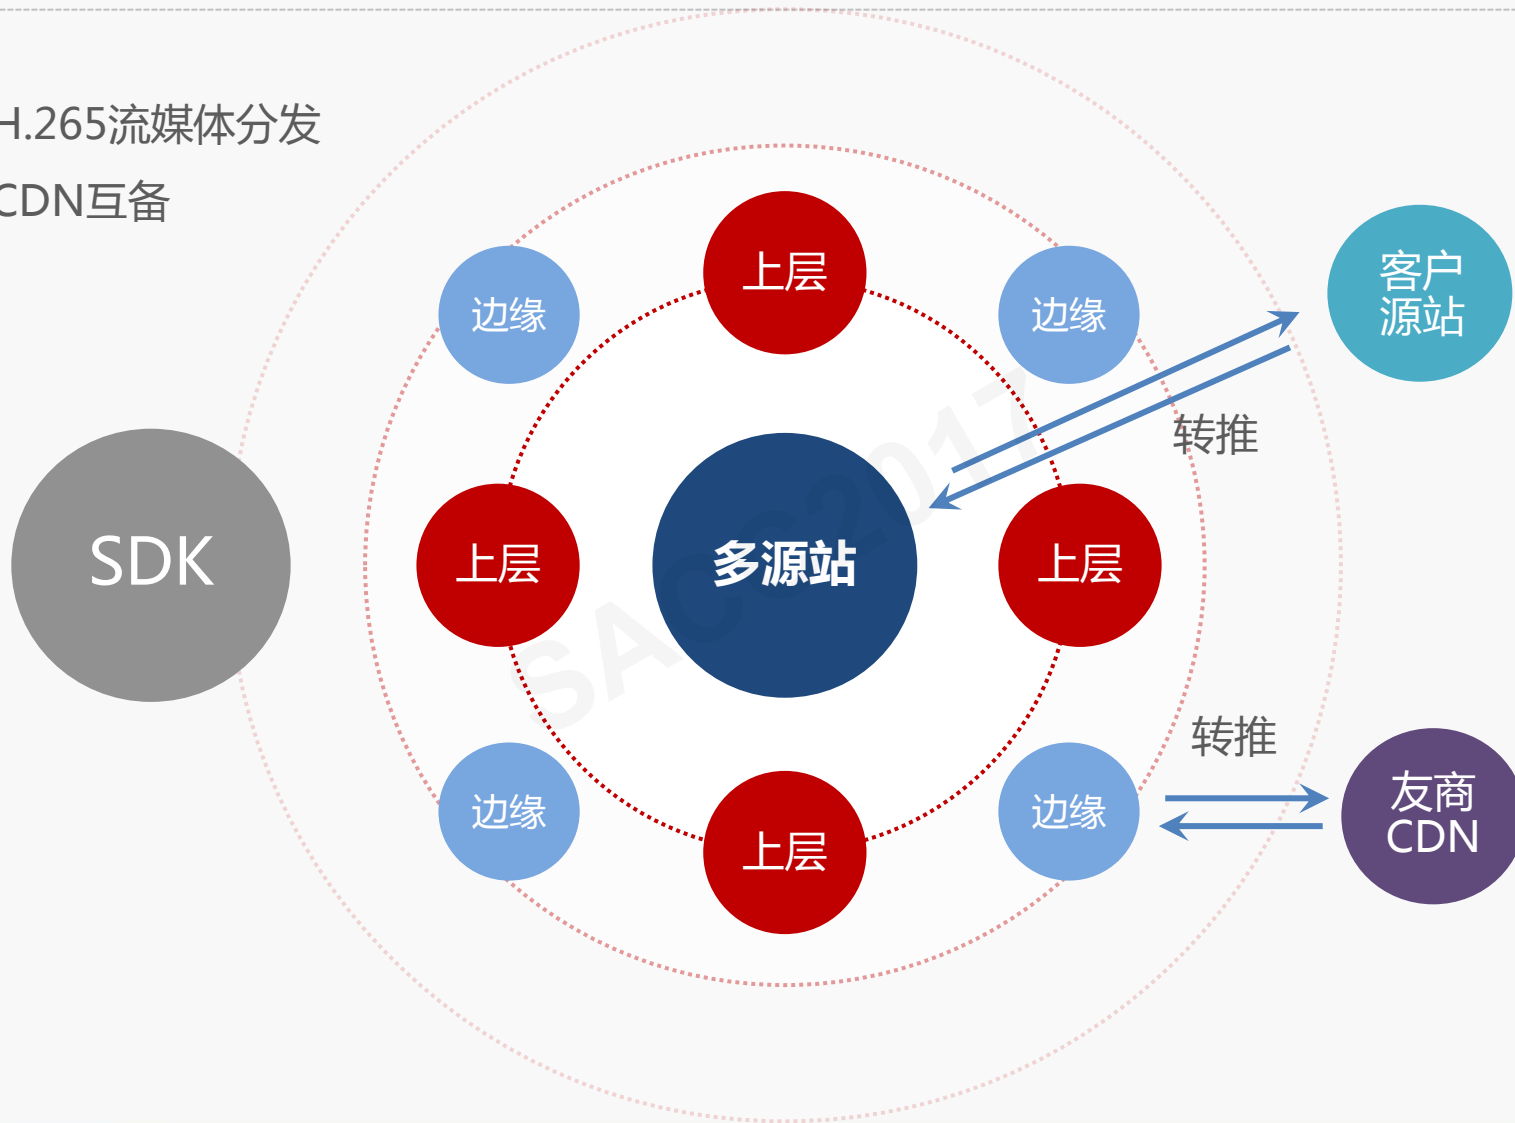 H.265流媒体分发
CDN互备
上层
边缘
边缘
客户
源站
转推
SDK
上层
多源站
上层
SACC2017
转推
边缘
上层
边缘
友商
CDN